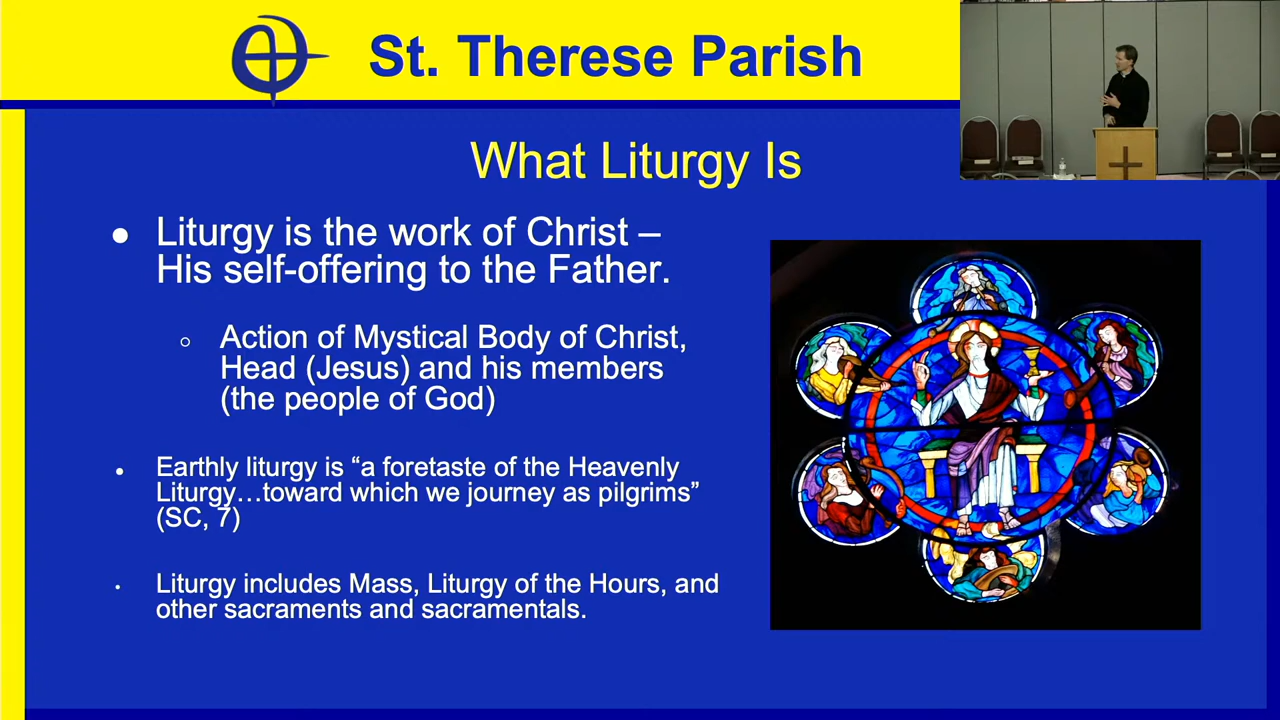 St. Therese Parish
What Liturgy Is
● Liturgy is the work of Christ –
His self-offering to the Father.
○ Action of Mystical Body of Christ,
Head (Jesus) and his members
(the people of God)
● Earthly liturgy is “a foretaste of the Heavenly
Liturgy…toward which we journey as pilgrims”
(SC, 7)
• Liturgy includes Mass, Liturgy of the Hours, and
other sacraments and sacramentals.